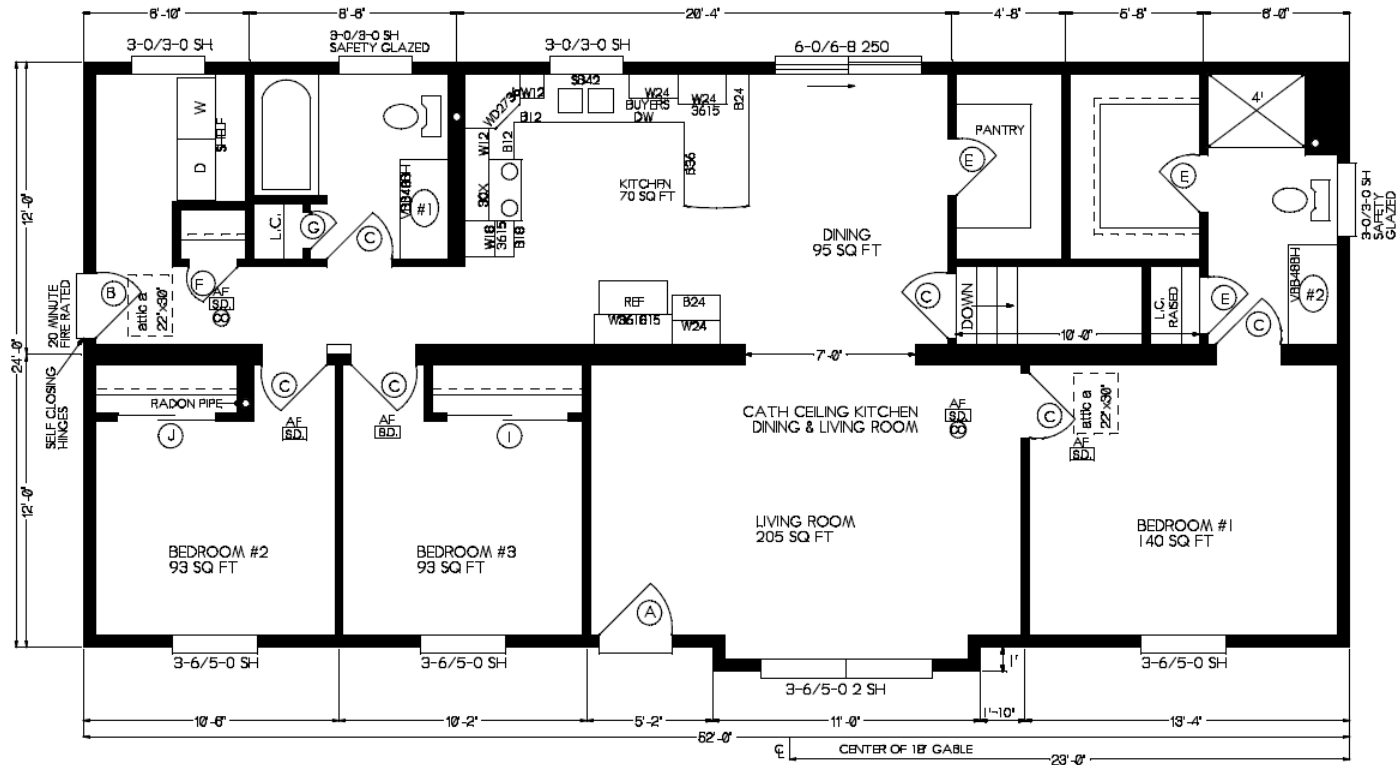 6'-10"
8'-6"
20'-4"
4'-8"
5'-8"
6'-0"
3-0/3-0 SH
3-0/3-0 SH
SAFETY GLAZED
3-0/3-0 SH
6-0/6-8 250
W
D
SHELF
VBB48BH
#1
L.C.
G
C
F
B
attic a
22"x30"
AF
S.D.
20 MINUTE
FIRE RATED
SELF CLOSING
HINGES
12'-0"
24'-0"
12'-0"
W12
B12
SB42
W24
BUYERS
DW
W24
3615
B24
B36
W12
B12
30X
W18
3615
B18
KITCHEN
70 SQ FT
REF
B24
W24
DINING
95 SQ FT
PANTRY
E
E
4'
3-0/3-0 SH
SAFETY
GLAZED
VBB48BH
#2
C
DOWN
10'-0"
L.C.
RAISED
E
C
7'-0"
RADON PIPE
J
C
AF
S.D.
C
AF
S.D.
I
CATH CEILING KITCHEN
DINING & LIVING ROOM
AF
S.D.
C
attic a
22"x30"
AF
S.D.
BEDROOM #2
93 SQ FT
BEDROOM #3
93 SQ FT
LIVING ROOM
205 SQ FT
BEDROOM #1
140 SQ FT
A
3-6/5-0 SH
3-6/5-0 SH
3-6/5-0 2 SH
3-6/5-0 SH
1'
10'-6"
10'-2"
5'-2"
11'-0"
1'-10"
13'-4"
52'-0"
CENTER OF 18' GABLE
23'-0"